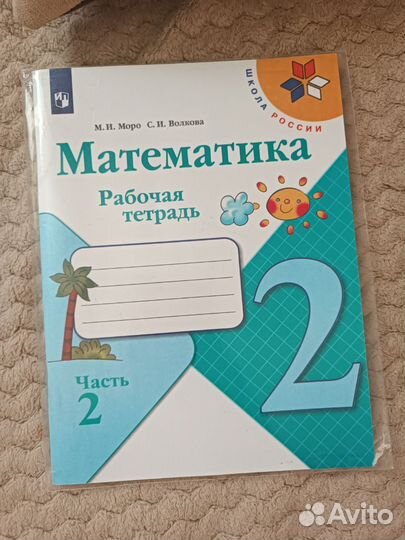 М. И. Моро С. И. Волкова
ШКОЛА РОССИИ
Математика
Рабочая
тетрадь
2
Часть
2
Avito